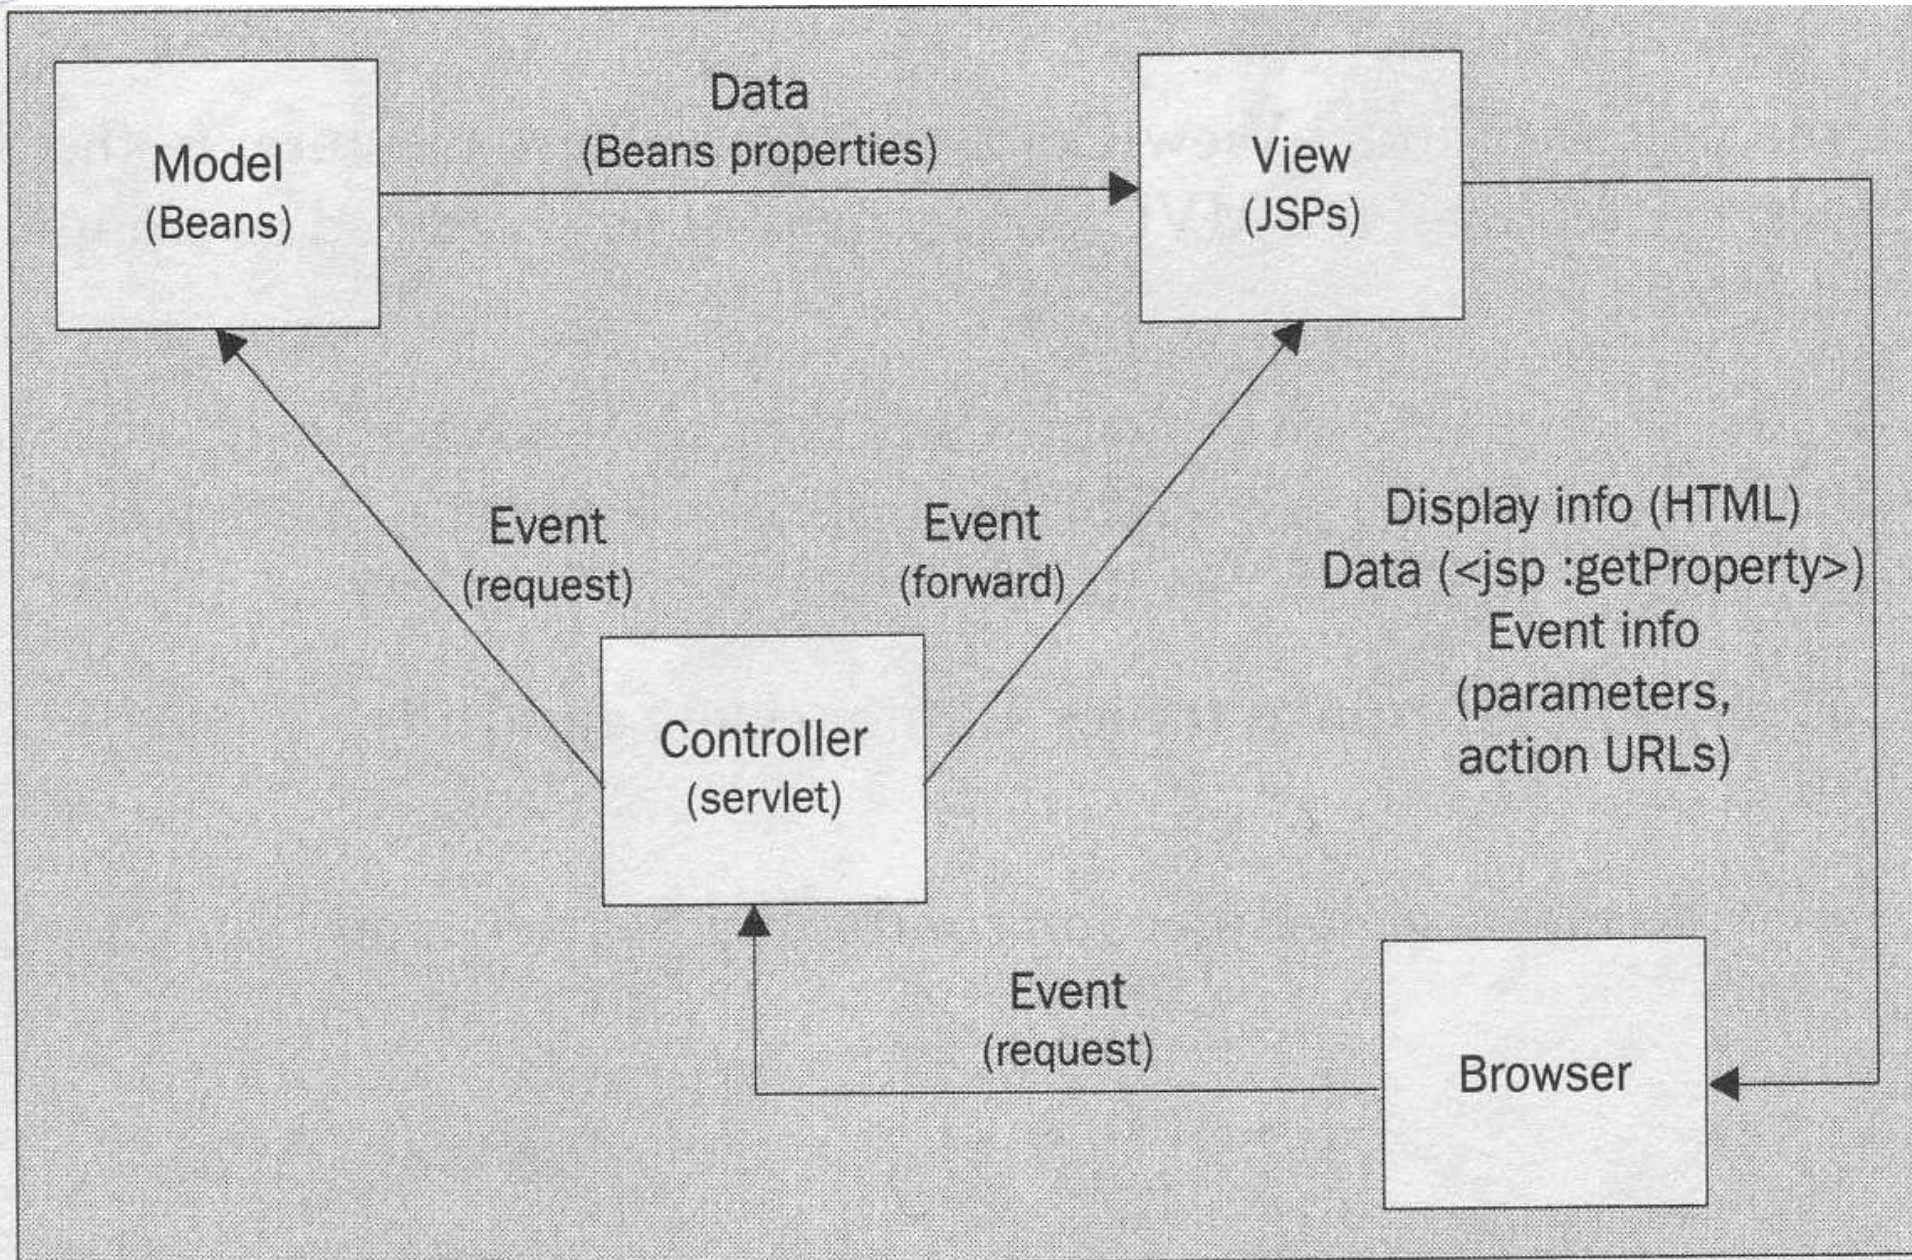 Data
(Beans properties)
Model
(Beans)
View
(JSPs)
Event
(request)
Event
(forward)
Display info (HTML)
Data (<jsp :getProperty>)
Event info
(parameters,
action URLs)
Controller
(servlet)
Event
(request)
Browser